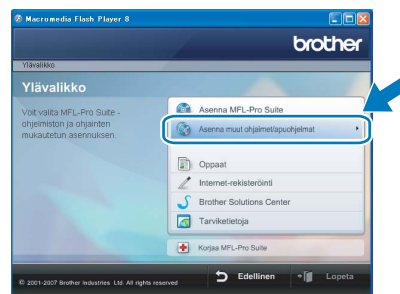 Macromedia Flash Player 8
brother
Ylävalikko
Ylävalikko
Voit valita MFL-Pro Suite -
ohjelmiston ja ohjainten
mukautetun asennuksen.
Asenna MFL-Pro Suite
Asenna muut ohjaimet/apuohjelmat
Oppaat
Internet-rekisteröinti
Brother Solutions Center
Tarviketietoja
Korjaa MFL-Pro Suite
© 2001-2007 Brother Industries Ltd. All rights reserved
Edellinen
Lopeta